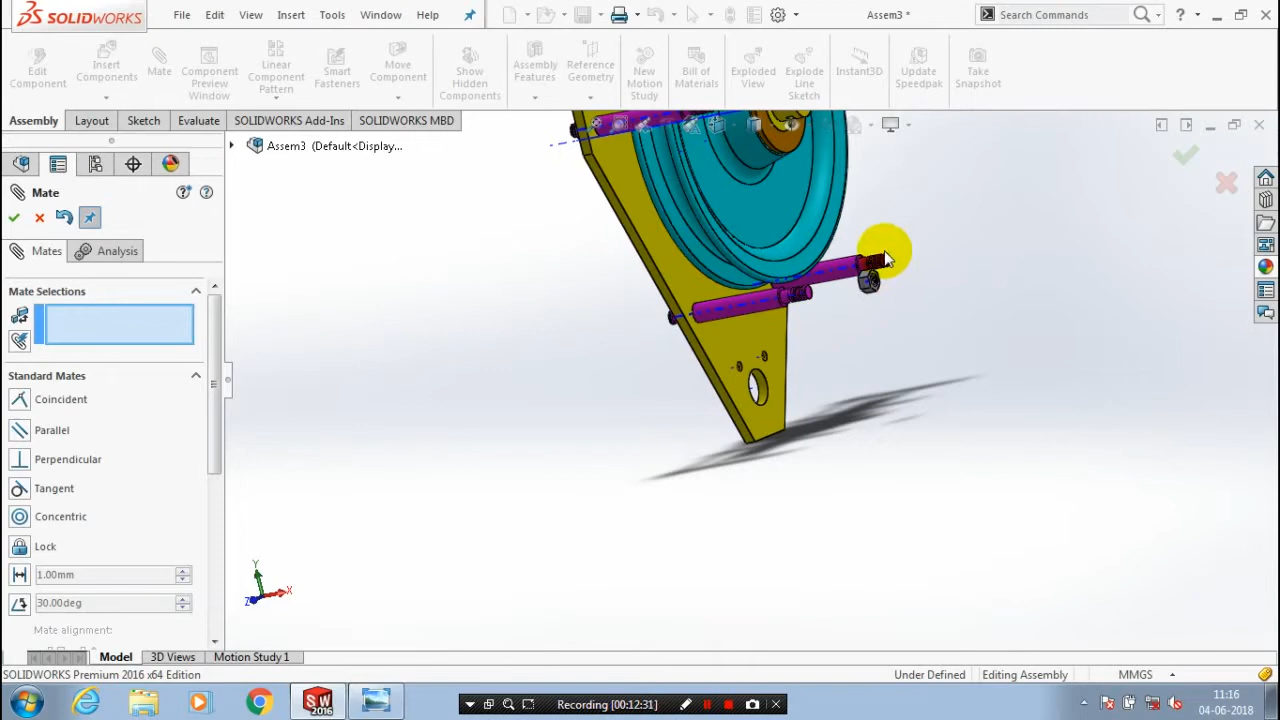 SOLIDWORKS File Edit View Insert Tools Window Help Assem3 * Search Commands ?
Edit Component
Insert Components
Mate
Component Preview Window
Linear Component Pattern
Smart Fasteners
Move Component
Show Hidden Components
Assembly Features
Reference Geometry
New Motion Study
Bill of Materials
Exploded View
Explode Line Sketch
Instant3D
Update Speedpak
Take Snapshot
Assembly Layout Sketch Evaluate SOLIDWORKS Add-Ins SOLIDWORKS MBD
Assem3 (Default<Display...
Mate
Mates Analysis
Mate Selections
Standard Mates
Coincident
Parallel
Perpendicular
Tangent
Concentric
Lock
1.00mm
30.00deg
Mate alignment:
Y
X
Z
Model 3D Views Motion Study 1
SOLIDWORKS Premium 2016 x64 Edition Under Defined Editing Assembly MMGS
SW 2016
Recording [00:12:31]
11:16
04-06-2018